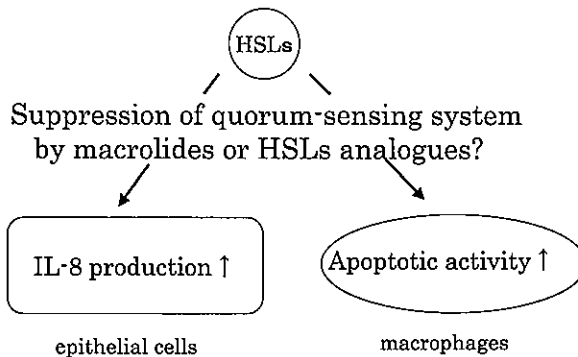 HSLs
Suppression of quorum-sensing system
by macrolides or HSLs analogues?
IL-8 production ↑
Apoptotic activity ↑
epithelial cells
macrophages